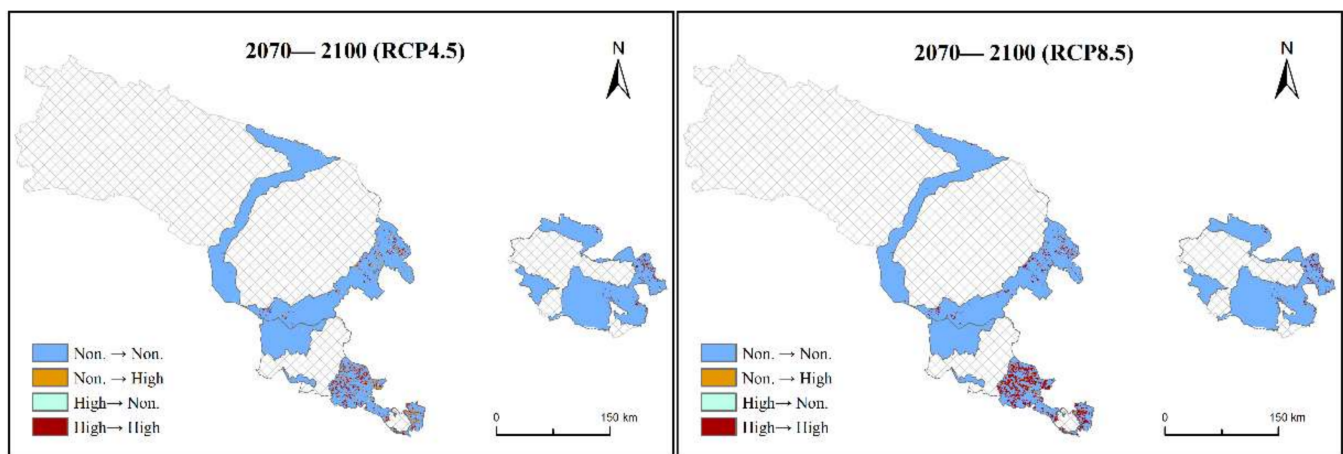 2070— 2100 (RCP4.5)
N
Non. → Non.
Non. → High
High→ Non.
High→ High
0 150 km
2070— 2100 (RCP8.5)
N
Non. → Non.
Non. → High
High→ Non.
High→ High
0 150 km